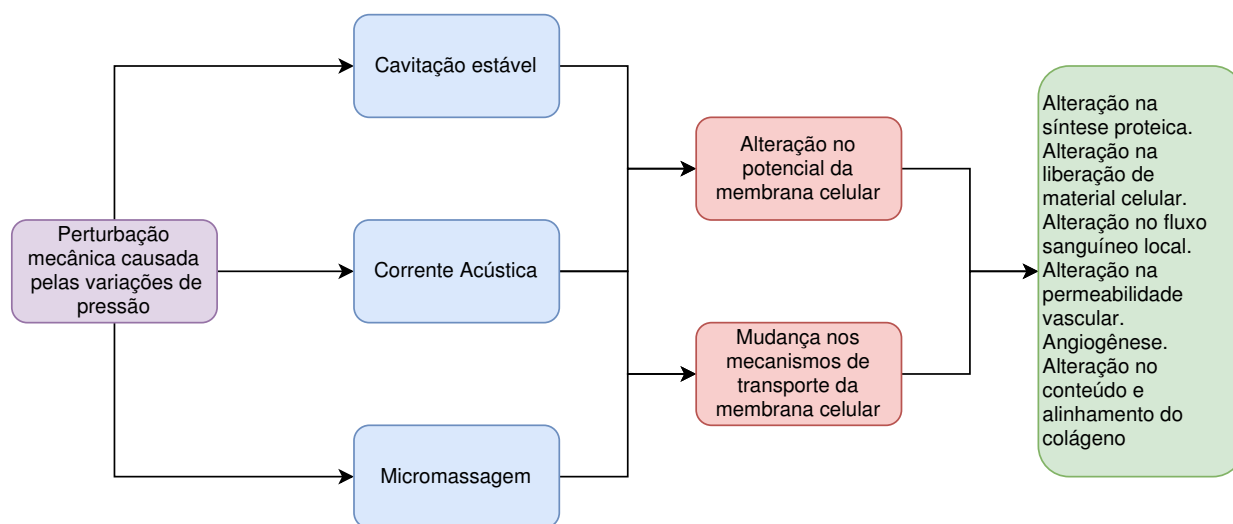 Perturbação
mecânica causada
pelas variações de
pressão
Cavitação estável
Corrente Acústica
Micromassagem
Alteração no
potencial da
membrana celular
Mudança nos
mecanismos de
transporte da
membrana celular
Alteração na
síntese proteica.
Alteração na
liberação de
material celular.
Alteração no fluxo
sanguíneo local.
Alteração na
permeabilidade
vascular.
Angiogênese.
Alteração no
conteúdo e
alinhamento do
colágeno